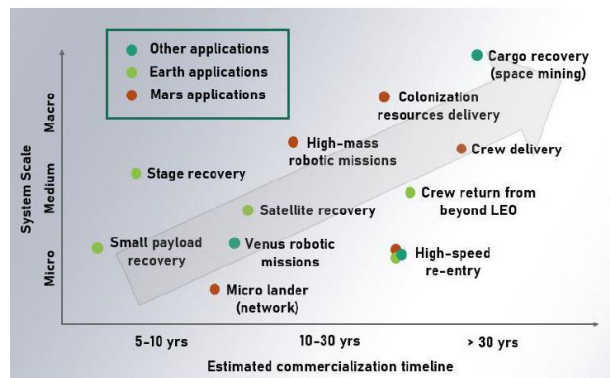 Other applications
Earth applications
Mars applications
Cargo recovery
(space mining)
Colonization
resources delivery
High-mass
robotic missions
Crew delivery
Stage recovery
Crew return from
beyond LEO
Satellite recovery
Small payload
recovery
Venus robotic
missions
High-speed
re-entry
Micro lander
(network)
System Scale
Macro
Medium
Micro
5-10 yrs
10-30 yrs
> 30 yrs
Estimated commercialization timeline